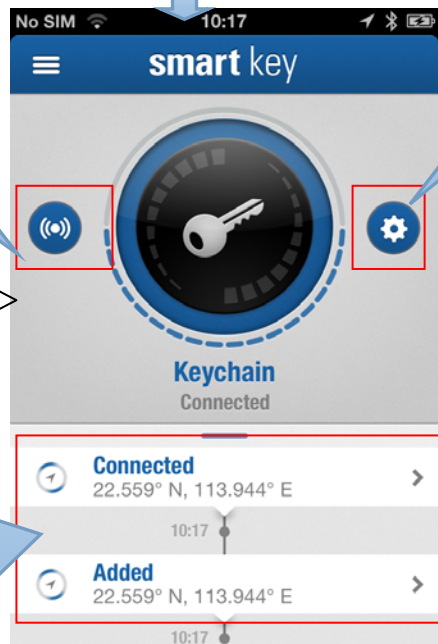 No SIM 10:17
smart key
Keychain
Connected
Connected
22.559° N, 113.944° E
10:17
Added
22.559° N, 113.944° E
10:17